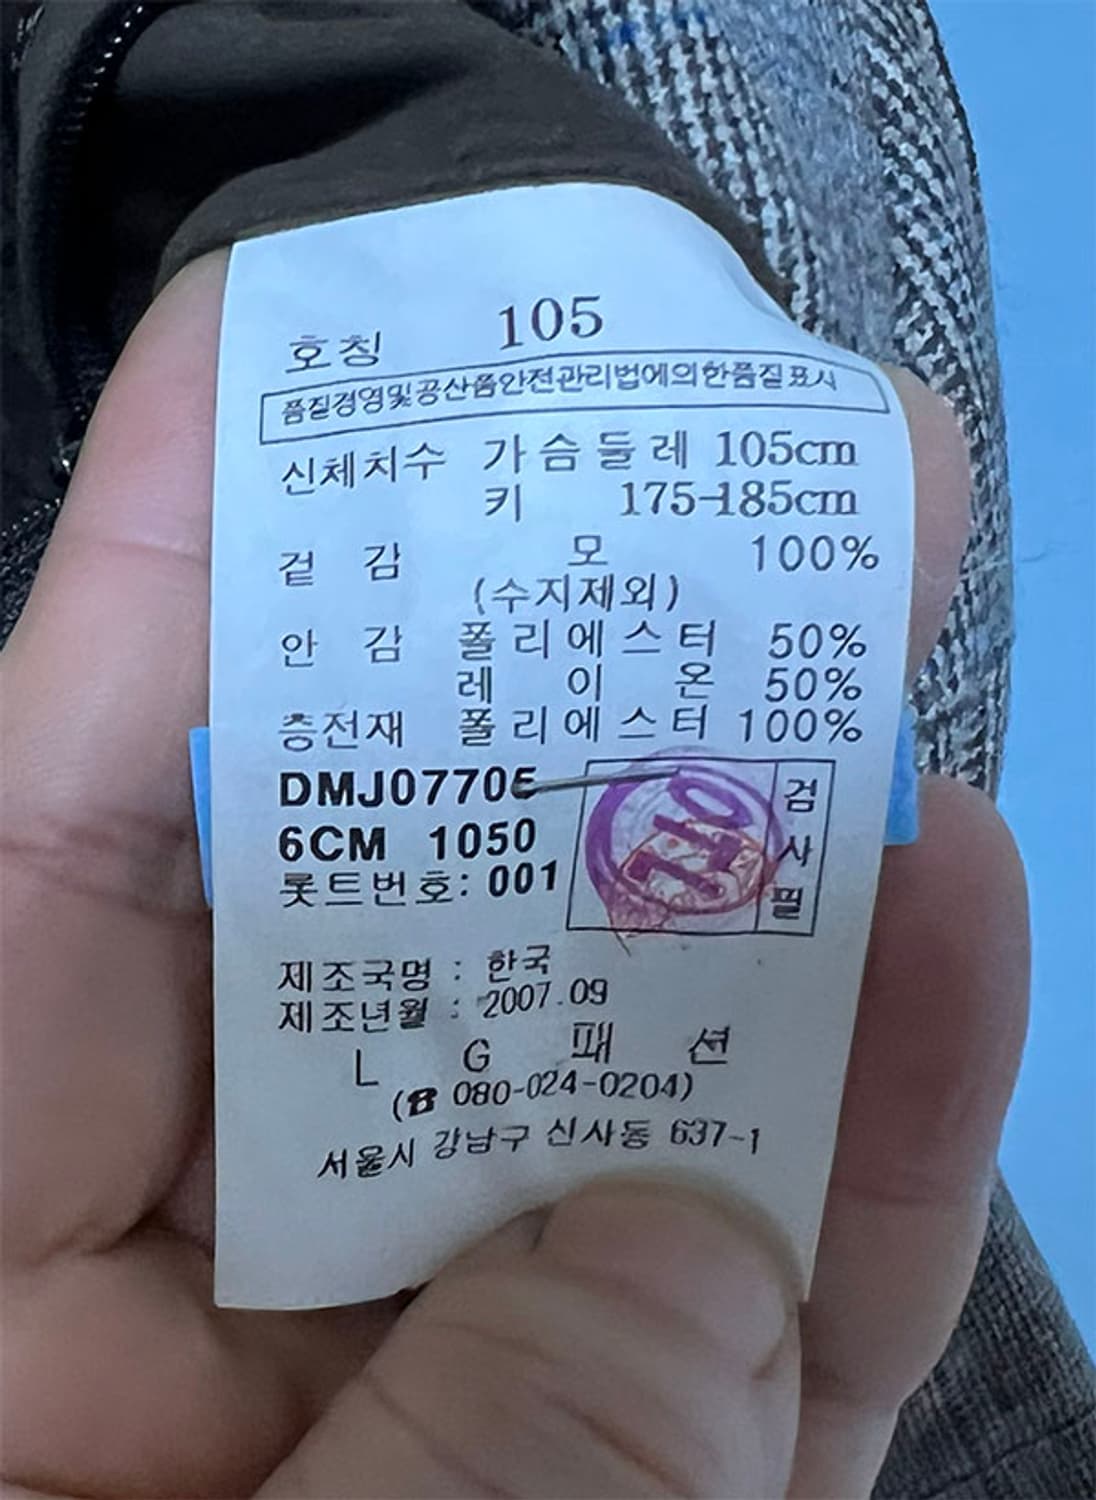 호칭 105
품질경영및공산품안전관리법에의한품질표시
신체치수 가슴둘레 105cm
키 175-185cm
겉감 모 100%
(수지제외)
안감 폴리에스터 50%
레이온 50%
충전재 폴리에스터 100%
DMJ07705
6CM 1050
롯트번호: 001
검사필
제조국명 : 한국
제조년월 : 2007.09
LG패션
(☎ 080-024-0204)
서울시 강남구 신사동 637-1